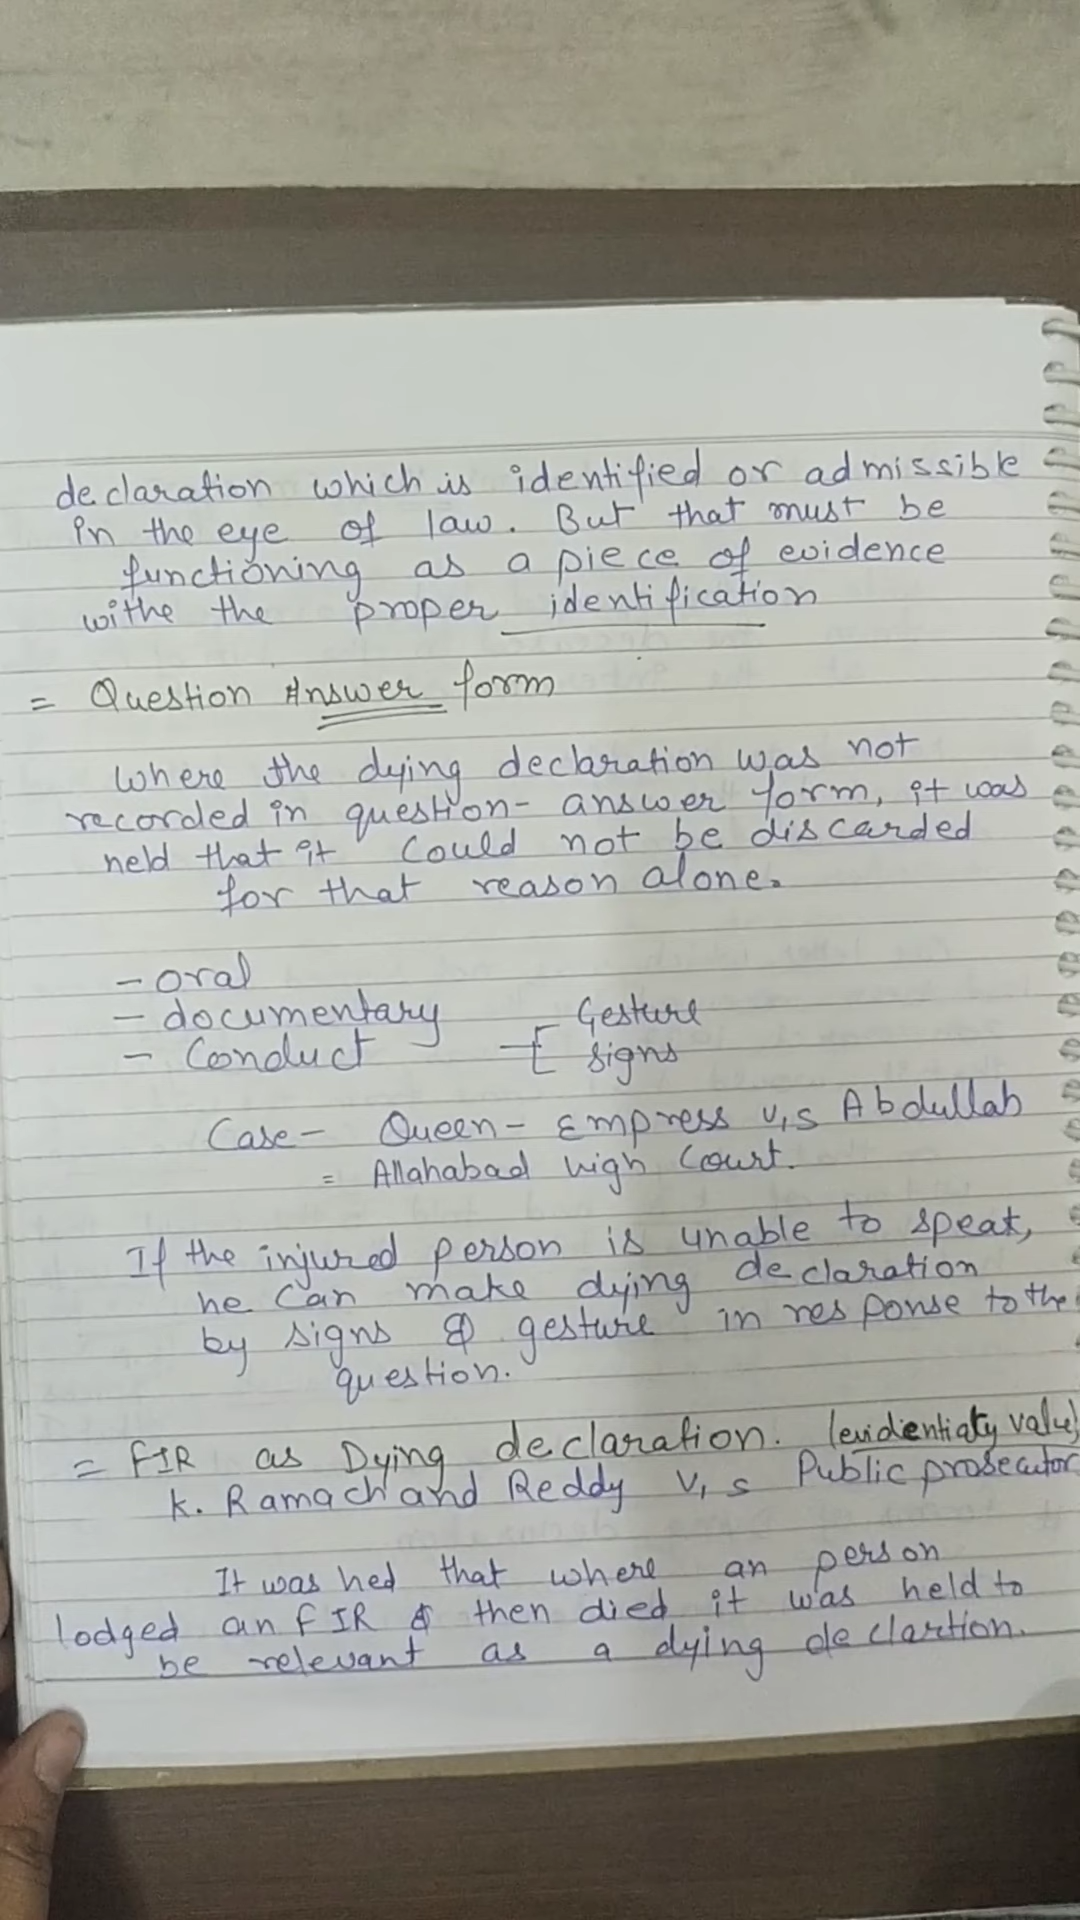 declaration which is identified or admissible
in the eye of law. But that must be
functioning as a piece of evidence
withe the proper identification
= Question Answer form
Where the dying declaration was not
recorded in question- answer form, it was
held that it could not be discarded
for that reason alone.
- oral
- documentary
- Conduct -[ Gesture
signs
Case - Queen - Empress v,s Abdullah
= Allahabad high Court.
If the injured person is unable to speat,
he can make dying declaration
by signs & gesture in response to the
question.
= FIR as Dying declaration. (evidientiaty value)
K. Ramachand Reddy v, s Public prosecutor
It was hed that where an person
lodged an FIR & then died it was held to
be relevant as a dying declartion.